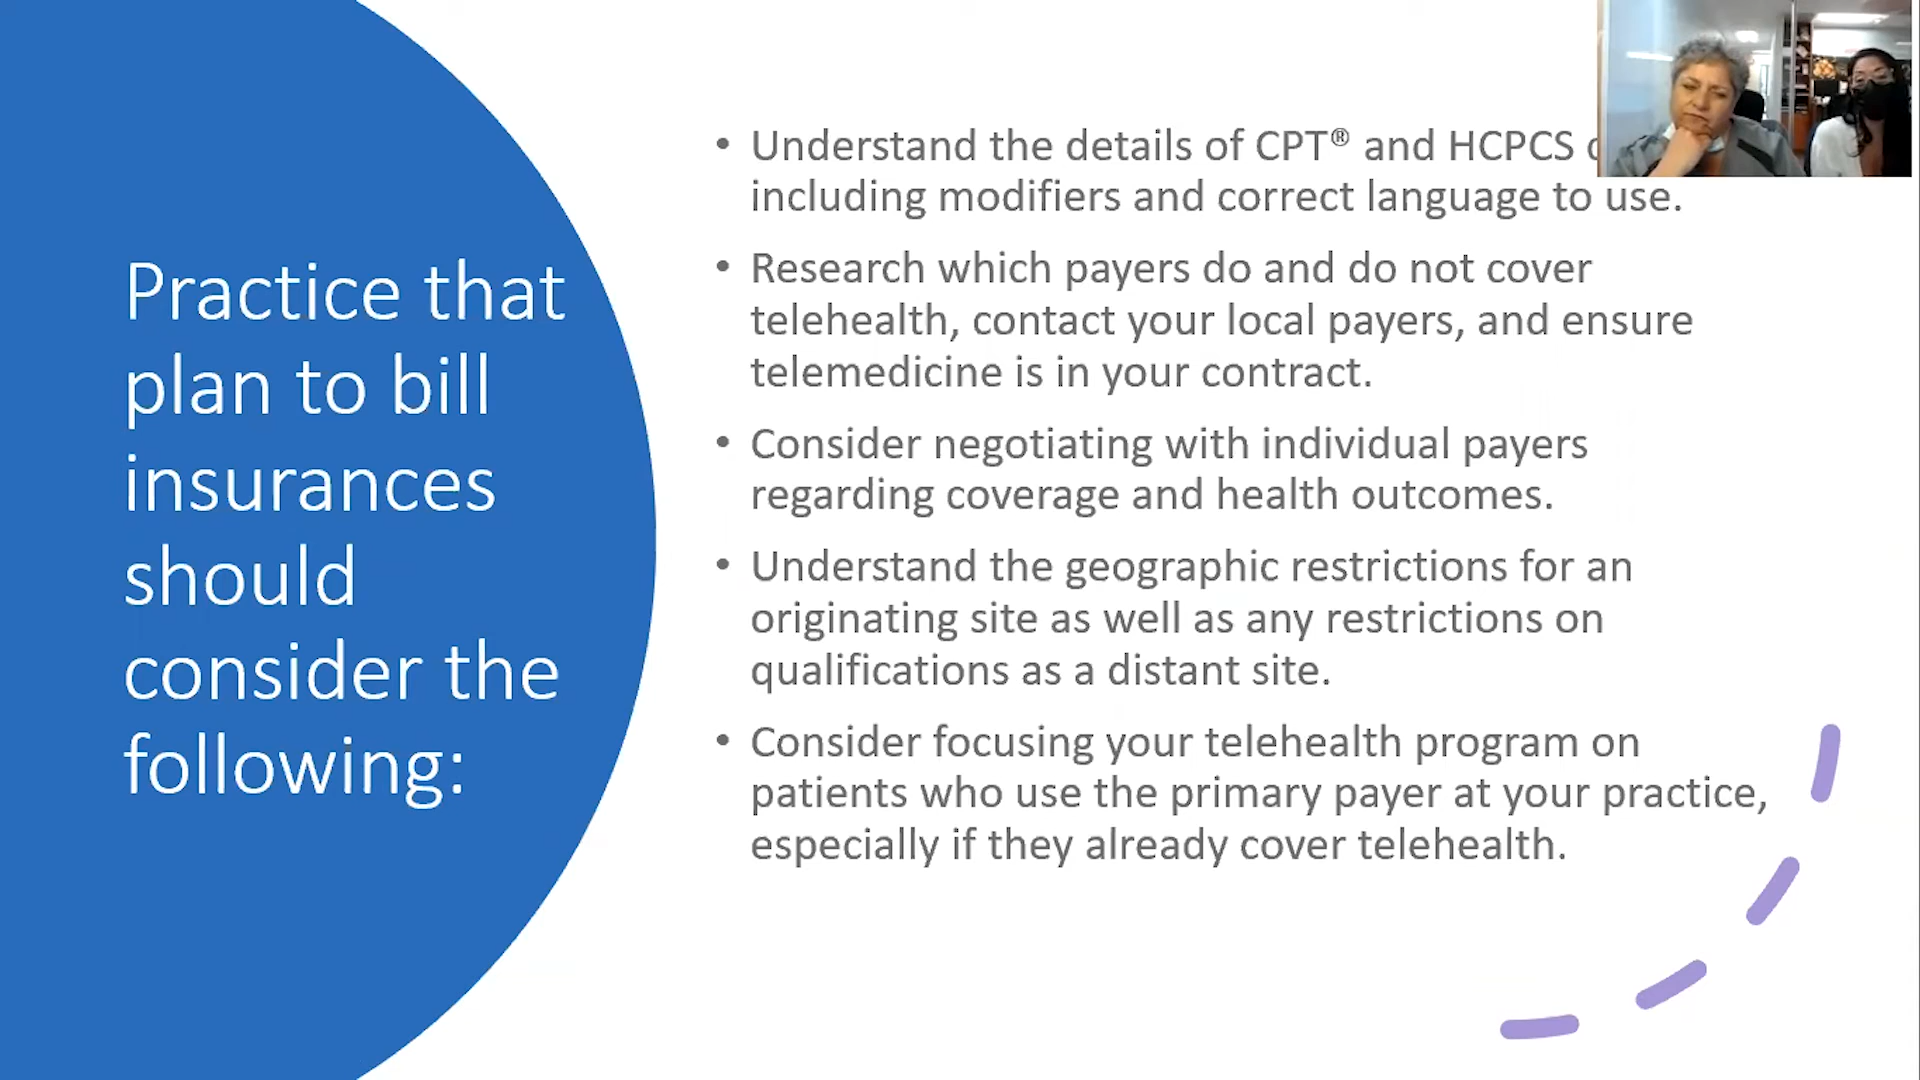 Practice that
plan to bill
insurances
should
consider the
following:
• Understand the details of CPT® and HCPCS
including modifiers and correct language to use.
• Research which payers do and do not cover
telehealth, contact your local payers, and ensure
telemedicine is in your contract.
• Consider negotiating with individual payers
regarding coverage and health outcomes.
• Understand the geographic restrictions for an
originating site as well as any restrictions on
qualifications as a distant site.
• Consider focusing your telehealth program on
patients who use the primary payer at your practice,
especially if they already cover telehealth.